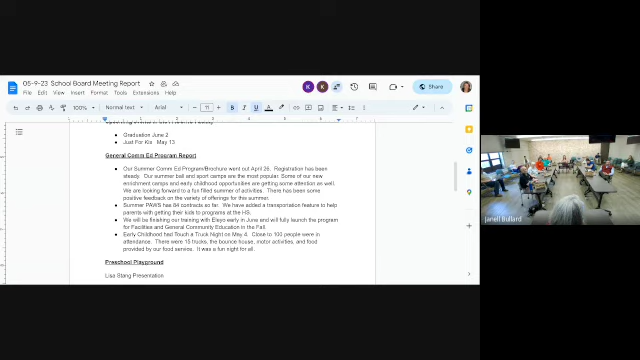 05-9-23 School Board Meeting Report
File Edit View Insert Format Tools Extensions Help
Share
100% Normal text Arial 11
Graduation June 2
Just For Kix May 13
General Comm Ed Program Report
Our Summer Comm Ed Program/Brochure went out April 26. Registration has been
steady. Our summer ball and sport camps are the most popular. Some of our new
enrichment camps and early childhood opportunities are getting some attention as well.
We are looking forward to a fun filled summer of activities. There has been some
positive feedback on the variety of offerings for this summer.
Summer PAWS has 84 contracts so far. We have added a transportation feature to help
parents with getting their kids to programs at the HS.
We will be finishing our training with Eleyo early in June and will fully launch the program
for Facilities and General Community Education in the Fall.
Early Childhood had Touch a Truck Night on May 4. Close to 100 people were in
attendance. There were 15 trucks, the bounce house, motor activities, and food
provided by our food service. It was a fun night for all.
Preschool Playground
Lisa Stang Presentation
Janell Bullard